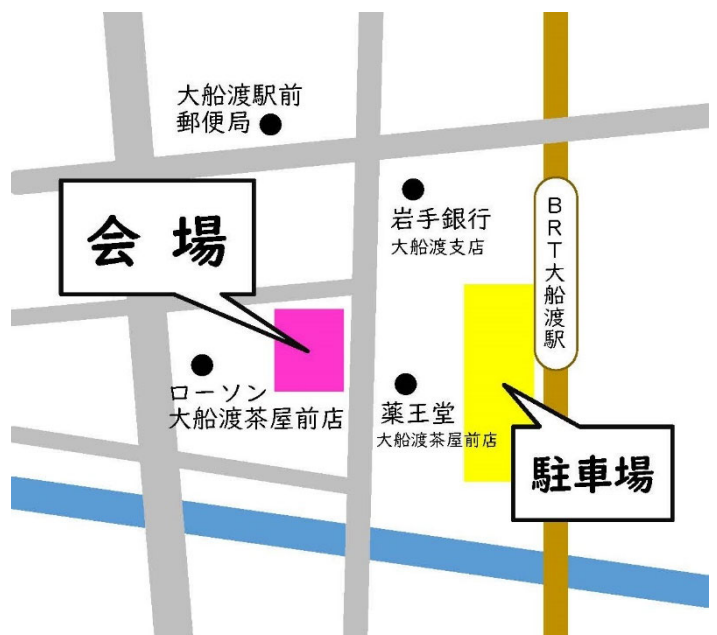 大船渡駅前
郵便局
会場
岩手銀行
大船渡支店
BRT大船渡駅
ローソン
大船渡茶屋前店
薬王堂
大船渡茶屋前店
駐車場